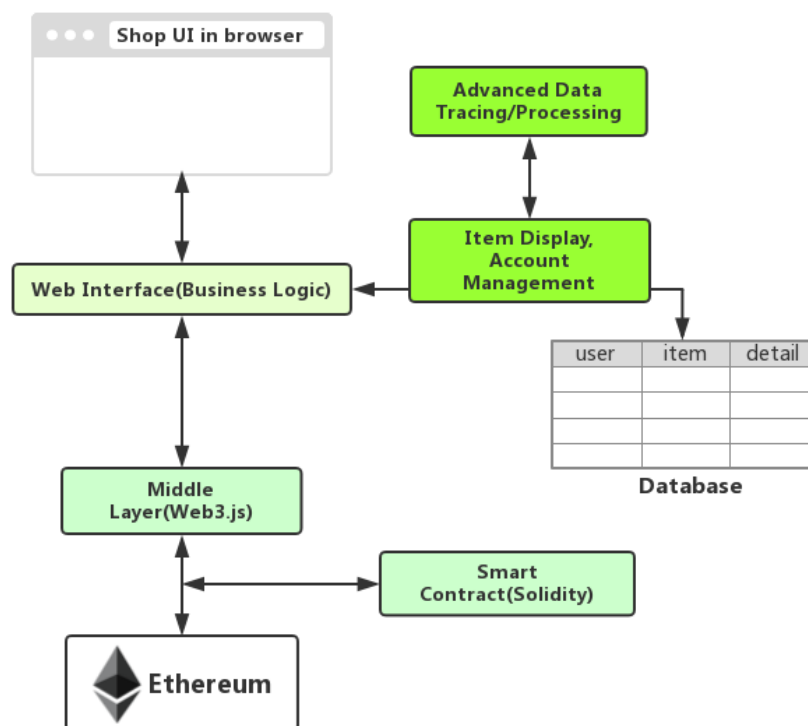 Shop UI in browser
Advanced Data
Tracing/Processing
Item Display,
Account
Management
Web Interface(Business Logic)
user item detail
Database
Middle
Layer(Web3.js)
Smart
Contract(Solidity)
Ethereum